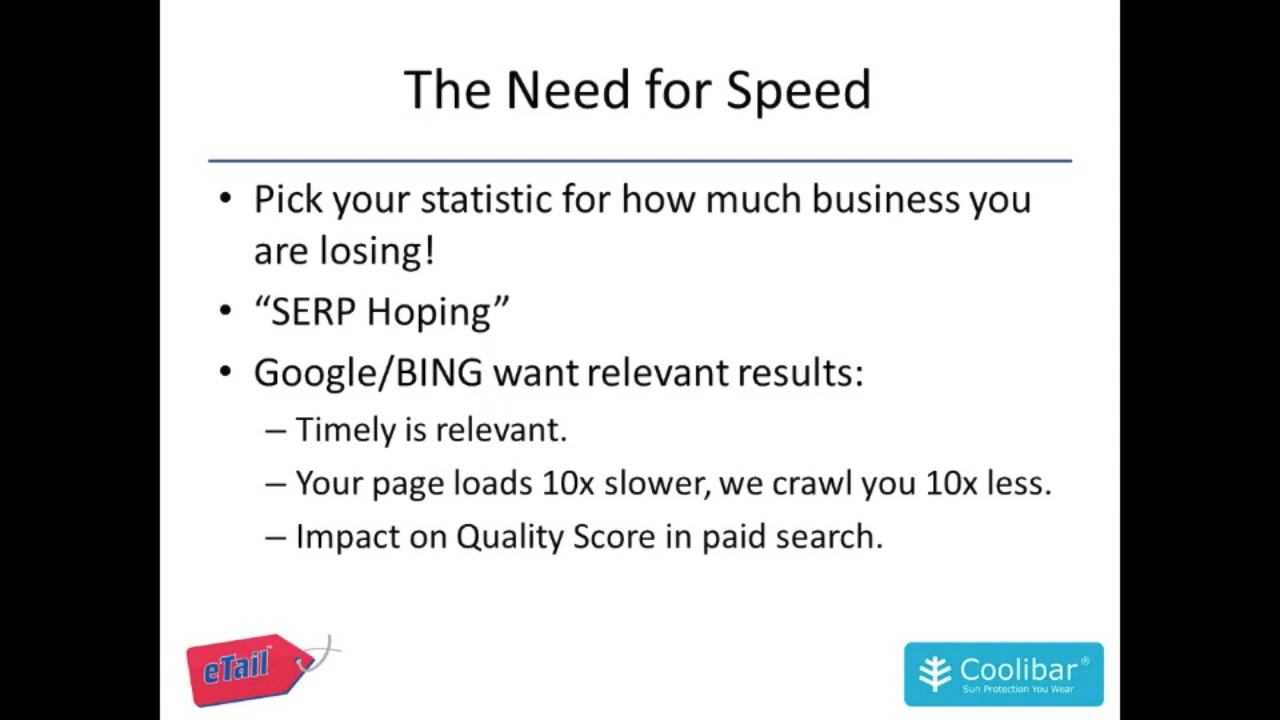 The Need for Speed
• Pick your statistic for how much business you
are losing!
• “SERP Hoping”
• Google/BING want relevant results:
– Timely is relevant.
– Your page loads 10x slower, we crawl you 10x less.
– Impact on Quality Score in paid search.
eTail™
Coolibar®
Sun Protection You Wear